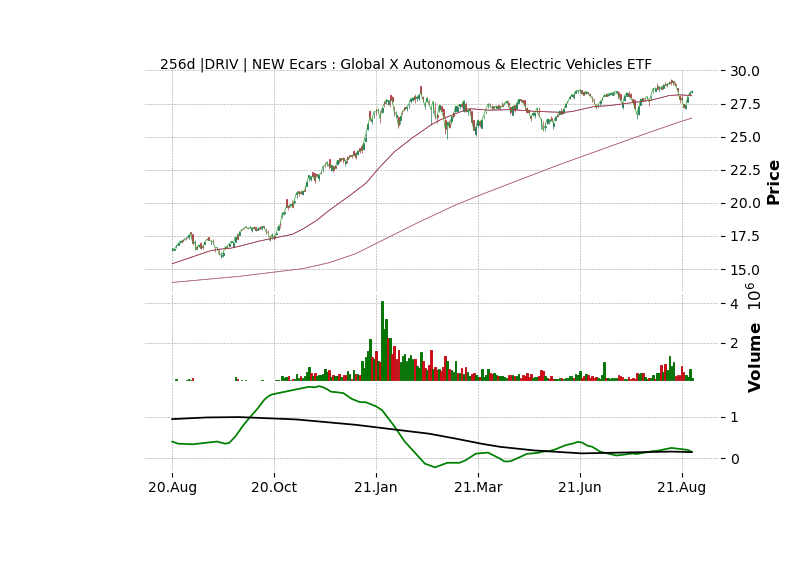 256d |DRIV | NEW Ecars : Global X Autonomous & Electric Vehicles ETF
30.0
27.5
25.0
22.5
20.0
17.5
15.0
Price
4
2
Volume 10^6
1
0
20.Aug 20.Oct 21.Jan 21.Mar 21.Jun 21.Aug